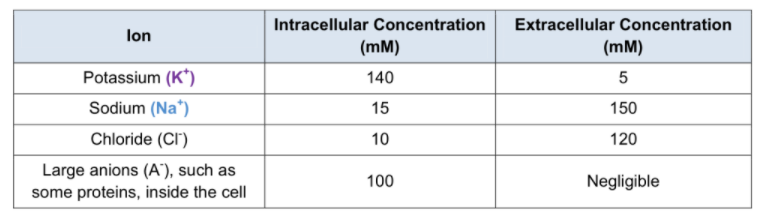 Ion
Intracellular Concentration
(mM)
Extracellular Concentration
(mM)
Potassium (K⁺)
140
5
Sodium (Na⁺)
15
150
Chloride (Cl⁻)
10
120
Large anions (A⁻), such as
some proteins, inside the cell
100
Negligible